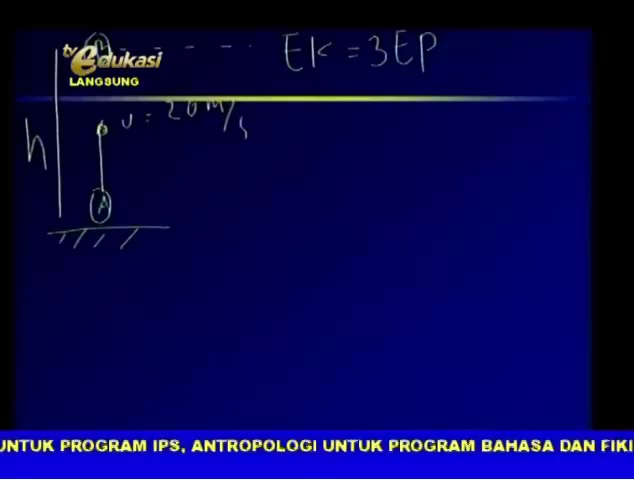 EK = 3EP
tv edukasi
LANGSUNG
v = 20 m/s
h
A
UNTUK PROGRAM IPS, ANTROPOLOGI UNTUK PROGRAM BAHASA DAN FIKI